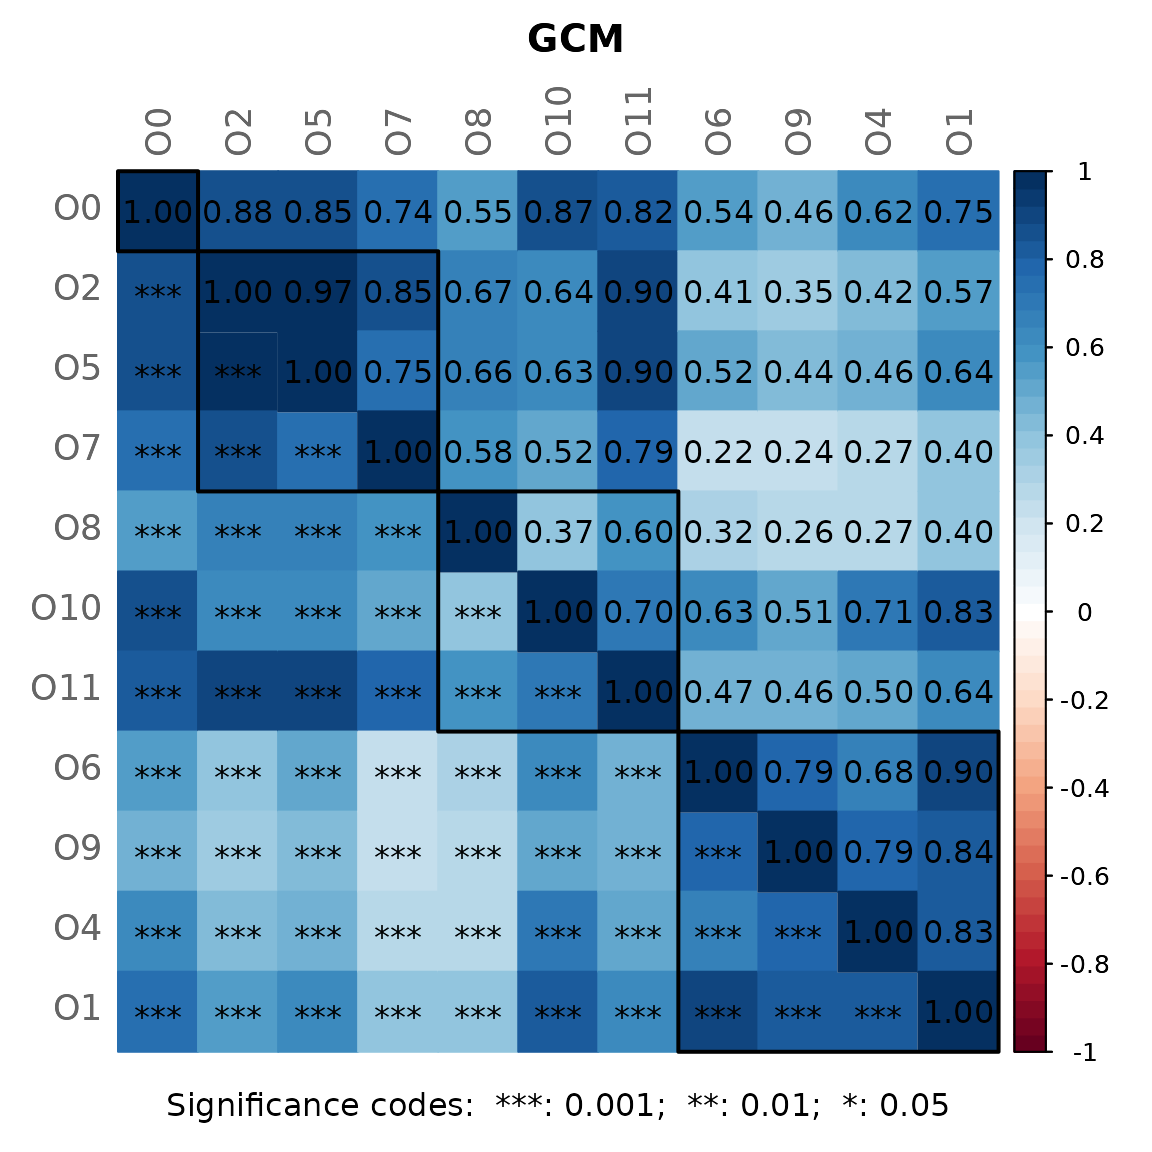 GCM
O0 O2 O5 O7 O8 O10 O11 O6 O9 O4 O1
O0 1.00 0.88 0.85 0.74 0.55 0.87 0.82 0.54 0.46 0.62 0.75
O2 *** 1.00 0.97 0.85 0.67 0.64 0.90 0.41 0.35 0.42 0.57
O5 *** *** 1.00 0.75 0.66 0.63 0.90 0.52 0.44 0.46 0.64
O7 *** *** *** 1.00 0.58 0.52 0.79 0.22 0.24 0.27 0.40
O8 *** *** *** *** 1.00 0.37 0.60 0.32 0.26 0.27 0.40
O10 *** *** *** *** *** 1.00 0.70 0.63 0.51 0.71 0.83
O11 *** *** *** *** *** *** 1.00 0.47 0.46 0.50 0.64
O6 *** *** *** *** *** *** *** 1.00 0.79 0.68 0.90
O9 *** *** *** *** *** *** *** *** 1.00 0.79 0.84
O4 *** *** *** *** *** *** *** *** *** 1.00 0.83
O1 *** *** *** *** *** *** *** *** *** *** 1.00
1
0.8
0.6
0.4
0.2
0
-0.2
-0.4
-0.6
-0.8
-1
Significance codes: ***: 0.001; **: 0.01; *: 0.05